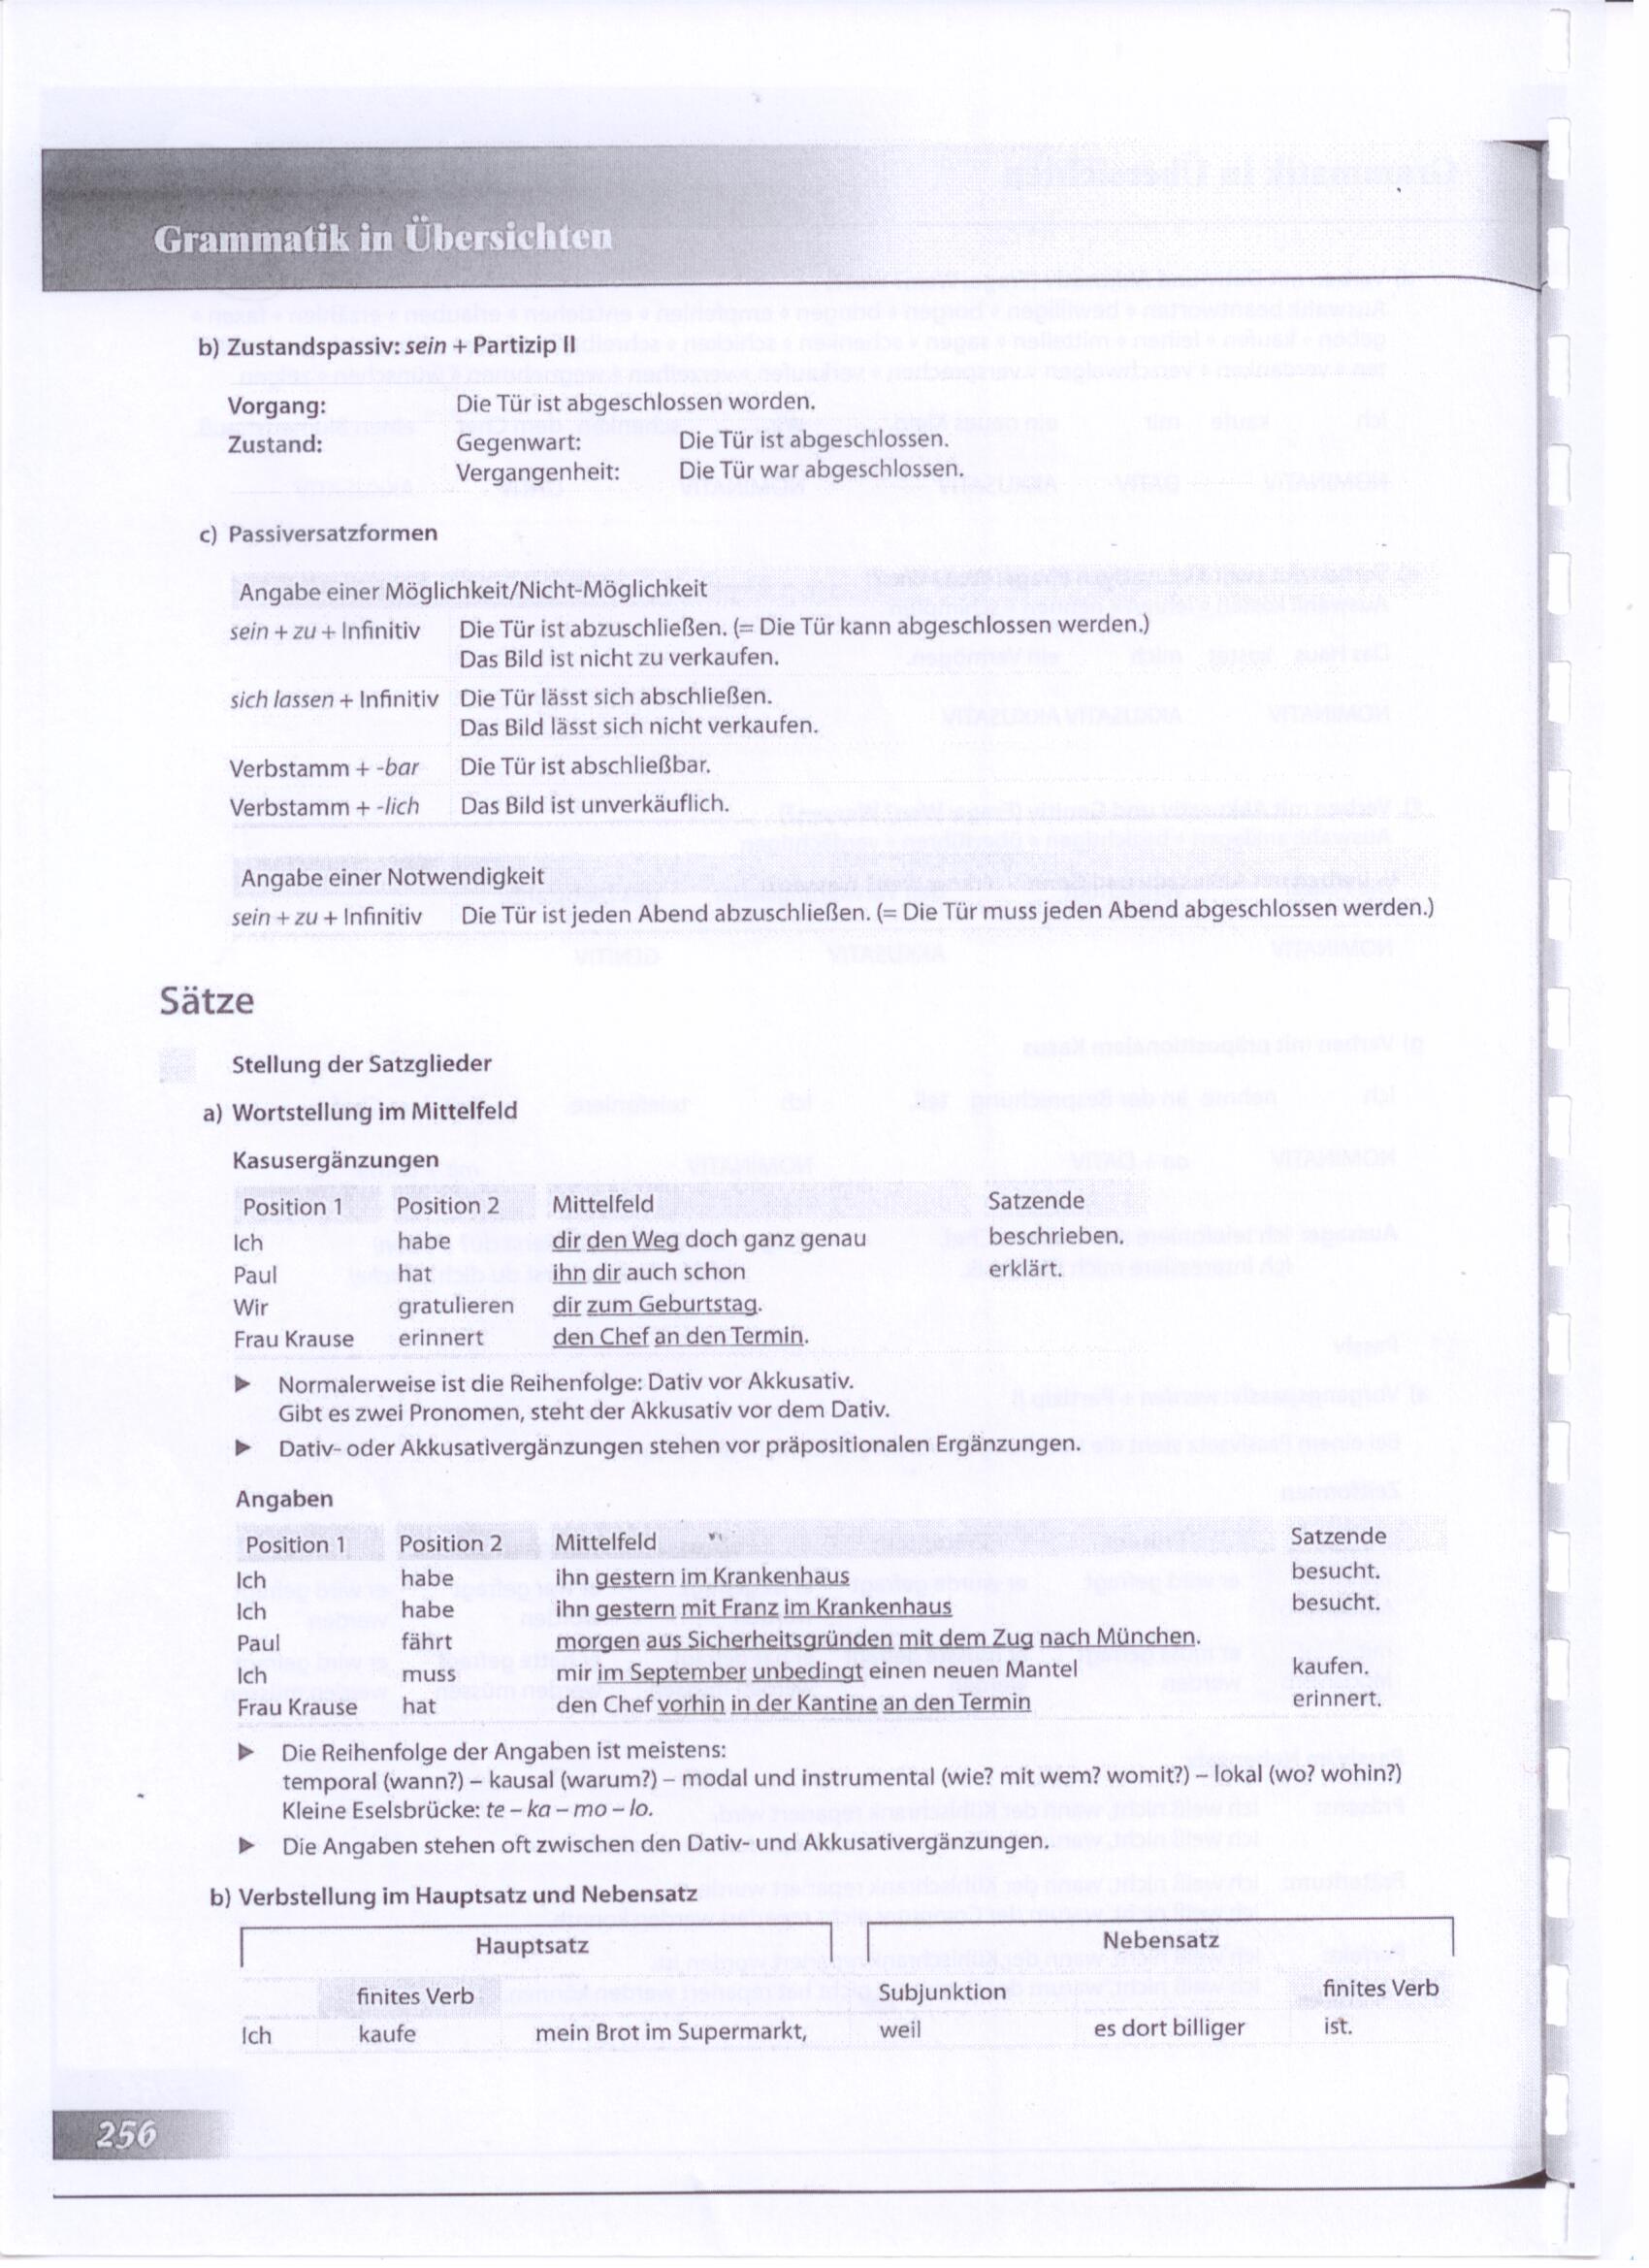 Grammatik in Übersichten
b) Zustandspassiv: sein + Partizip II
Vorgang: Die Tür ist abgeschlossen worden.
Zustand: Gegenwart: Die Tür ist abgeschlossen.
Vergangenheit: Die Tür war abgeschlossen.
c) Passiversatzformen
Angabe einer Möglichkeit/Nicht-Möglichkeit
sein + zu + Infinitiv Die Tür ist abzuschließen. (= Die Tür kann abgeschlossen werden.)
Das Bild ist nicht zu verkaufen.
sich lassen + Infinitiv Die Tür lässt sich abschließen.
Das Bild lässt sich nicht verkaufen.
Verbstamm + -bar Die Tür ist abschließbar.
Verbstamm + -lich Das Bild ist unverkäuflich.
Angabe einer Notwendigkeit
sein + zu + Infinitiv Die Tür ist jeden Abend abzuschließen. (= Die Tür muss jeden Abend abgeschlossen werden.)
Sätze
Stellung der Satzglieder
a) Wortstellung im Mittelfeld
Kasusergänzungen
Position 1 Position 2 Mittelfeld Satzende
Ich habe dir den Weg doch ganz genau beschrieben.
Paul hat ihn dir auch schon erklärt.
Wir gratulieren dir zum Geburtstag.
Frau Krause erinnert den Chef an den Termin.
▶ Normalerweise ist die Reihenfolge: Dativ vor Akkusativ.
Gibt es zwei Pronomen, steht der Akkusativ vor dem Dativ.
▶ Dativ- oder Akkusativergänzungen stehen vor präpositionalen Ergänzungen.
Angaben
Position 1 Position 2 Mittelfeld Satzende
Ich habe ihn gestern im Krankenhaus besucht.
Ich habe ihn gestern mit Franz im Krankenhaus besucht.
Paul fährt morgen aus Sicherheitsgründen mit dem Zug nach München.
Ich muss mir im September unbedingt einen neuen Mantel kaufen.
Frau Krause hat den Chef vorhin in der Kantine an den Termin erinnert.
▶ Die Reihenfolge der Angaben ist meistens:
temporal (wann?) – kausal (warum?) – modal und instrumental (wie? mit wem? womit?) – lokal (wo? wohin?)
Kleine Eselsbrücke: te – ka – mo – lo.
▶ Die Angaben stehen oft zwischen den Dativ- und Akkusativergänzungen.
b) Verbstellung im Hauptsatz und Nebensatz
Hauptsatz Nebensatz
finites Verb Subjunktion finites Verb
Ich kaufe mein Brot im Supermarkt, weil es dort billiger ist.
256